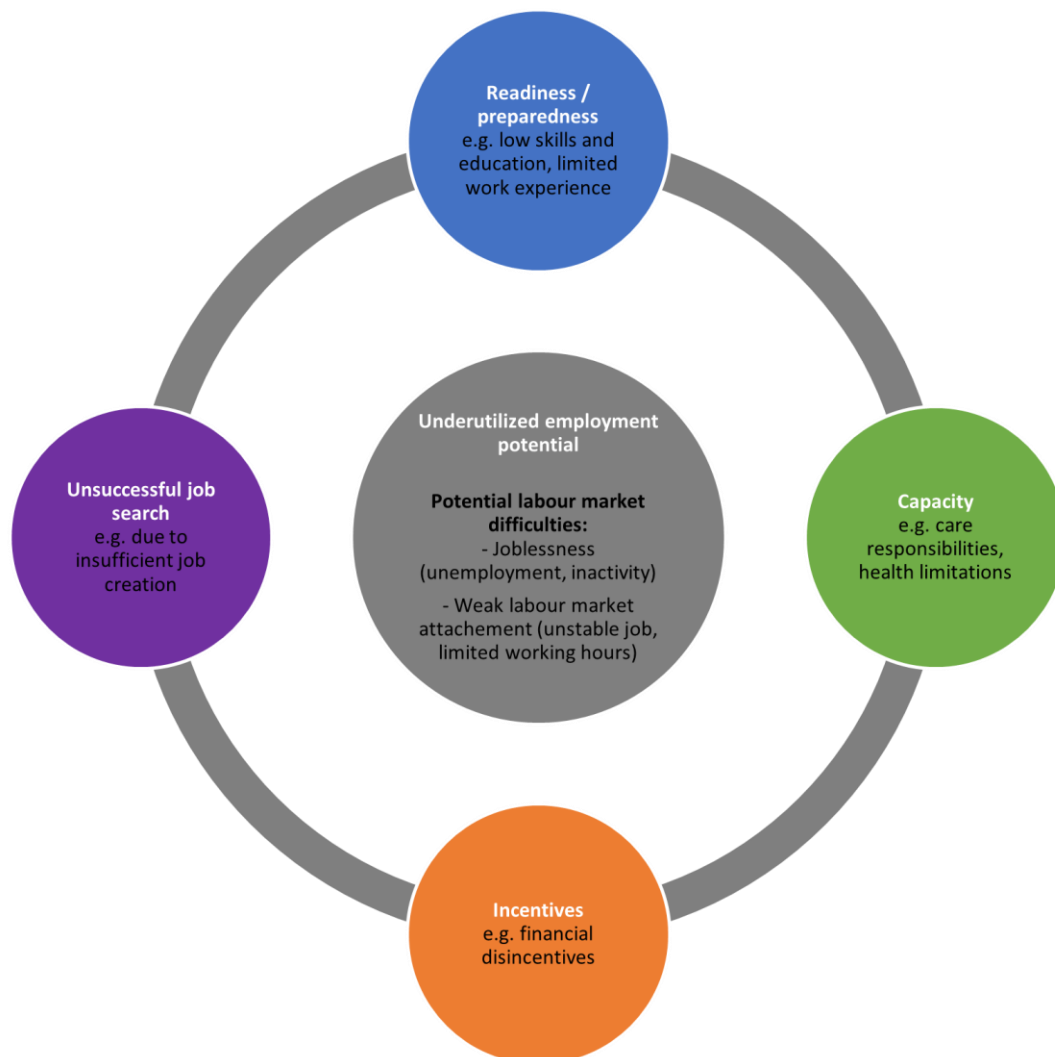 Readiness /
preparedness
e.g. low skills and
education, limited
work experience
Underutilized employment
potential
Potential labour market
difficulties:
- Joblessness
(unemployment, inactivity)
- Weak labour market
attachement (unstable job,
limited working hours)
Unsuccessful job
search
e.g. due to
insufficient job
creation
Capacity
e.g. care
responsibilities,
health limitations
Incentives
e.g. financial
disincentives